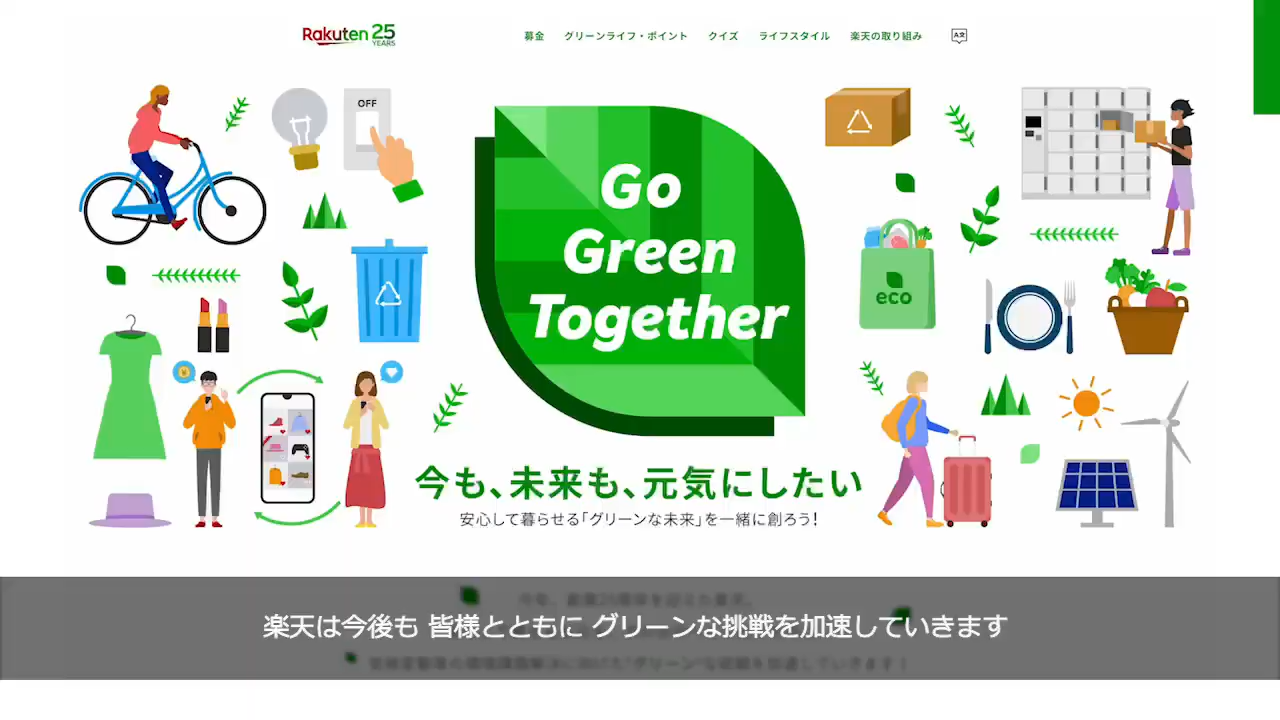 Rakuten 25 YEARS
募金 グリーンライフ・ポイント クイズ ライフスタイル 楽天の取り組み
OFF
Go
Green
Together
eco
今も、未来も、元気にしたい
安心して暮らせる「グリーンな未来」を一緒に創ろう!
楽天は今後も 皆様とともに グリーンな挑戦を加速していきます